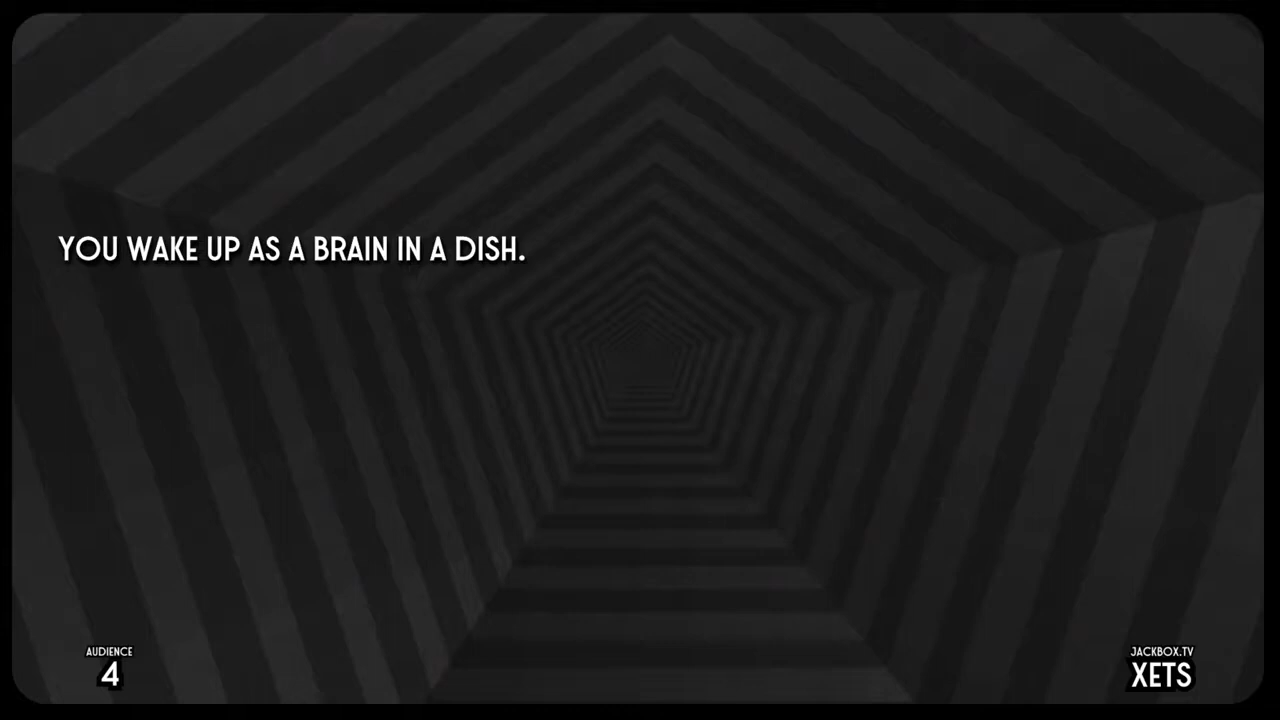 YOU WAKE UP AS A BRAIN IN A DISH.
AUDIENCE
4
JACKBOX.TV
XETS